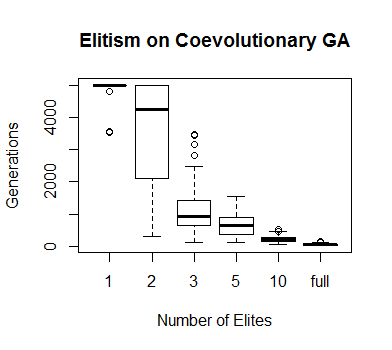 Elitism on Coevolutionary GA
Generations
4000
2000
0
1 2 3 5 10 full
Number of Elites